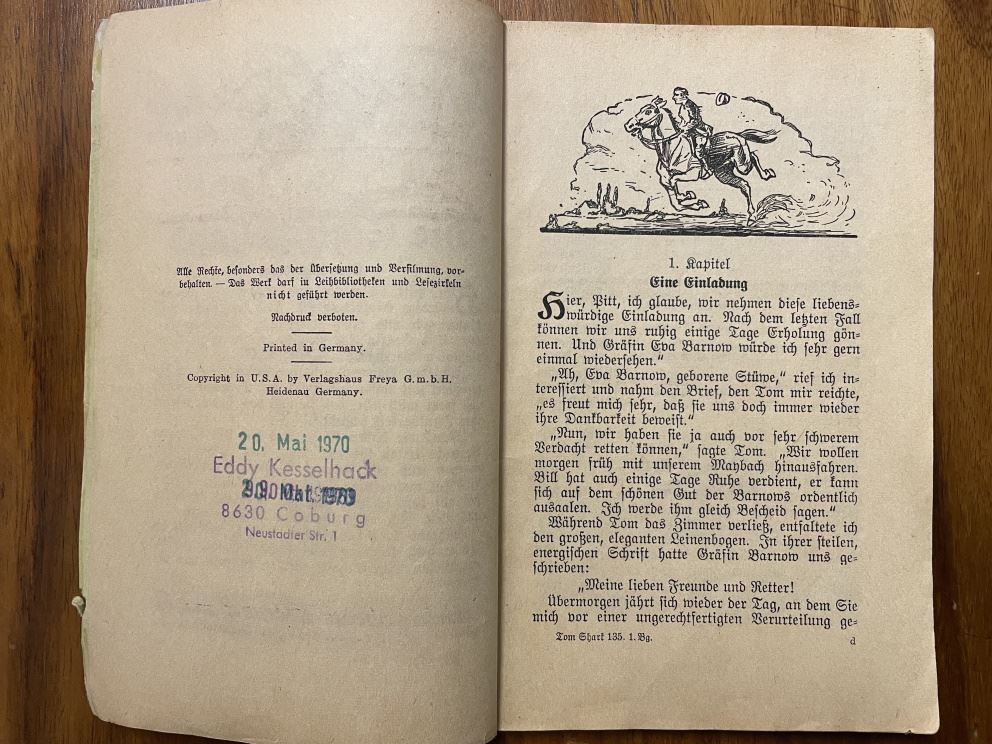 Alle Rechte, besonders das der Übersetzung und Verfilmung, vor-
behalten. — Das Werk darf in Leihbibliotheken und Lesezirkeln
nicht geführt werden.
Nachdruck verboten.
Printed in Germany.
Copyright in U.S.A. by Verlagshaus Freya G.m.b.H.
Heidenau Germany.
20. Mai 1970
Eddy Kesselhack
8630 Coburg
Neustadter Str. 1
1. Kapitel
Eine Einladung
Hier, Pitt, ich glaube, wir nehmen diese liebens-
würdige Einladung an. Nach dem letzten Fall
können wir uns ruhig einige Tage Erholung gön-
nen. Und Gräfin Eva Barnow würde ich sehr gern
einmal wiedersehen.“
„Ah, Eva Barnow, geborene Stüwe,“ rief ich in-
teressiert und nahm den Brief, den Tom mir reichte,
„es freut mich sehr, daß sie uns doch immer wieder
ihre Dankbarkeit beweist.“
„Nun, wir haben sie ja auch vor sehr schwerem
Verdacht retten können,“ sagte Tom. „Wir wollen
morgen früh mit unserem Maybach hinausfahren.
Bill hat auch einige Tage Ruhe verdient, er kann
sich auf dem schönen Gut der Barnows ordentlich
ausaalen. Ich werde ihm gleich Bescheid sagen.“
Während Tom das Zimmer verließ, entfaltete ich
den großen, eleganten Leinenbogen. In ihrer steilen,
energischen Schrift hatte Gräfin Barnow uns ge-
schrieben:
„Meine lieben Freunde und Retter!
Übermorgen jährt sich wieder der Tag, an dem Sie
mich vor einer ungerechtfertigten Verurteilung ge-
Tom Shark 135. 1. Bg.
d